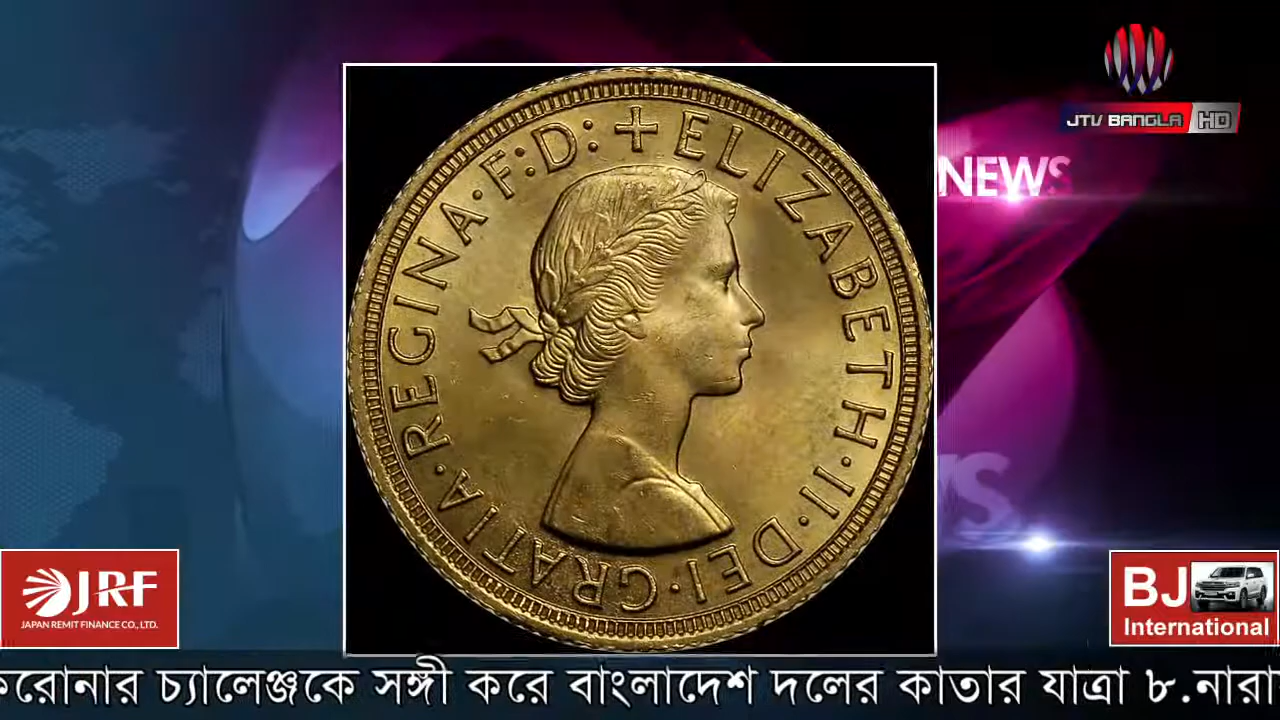 +ELIZABETH·II·DEI·GRATIA·REGINA·F:D:
JTV BANGLA HD
NEWS
JRF
JAPAN REMIT FINANCE CO., LTD.
BJ
International
করোনার চ্যালেঞ্জকে সঙ্গী করে বাংলাদেশ দলের কাতার যাত্রা ৮.নারা